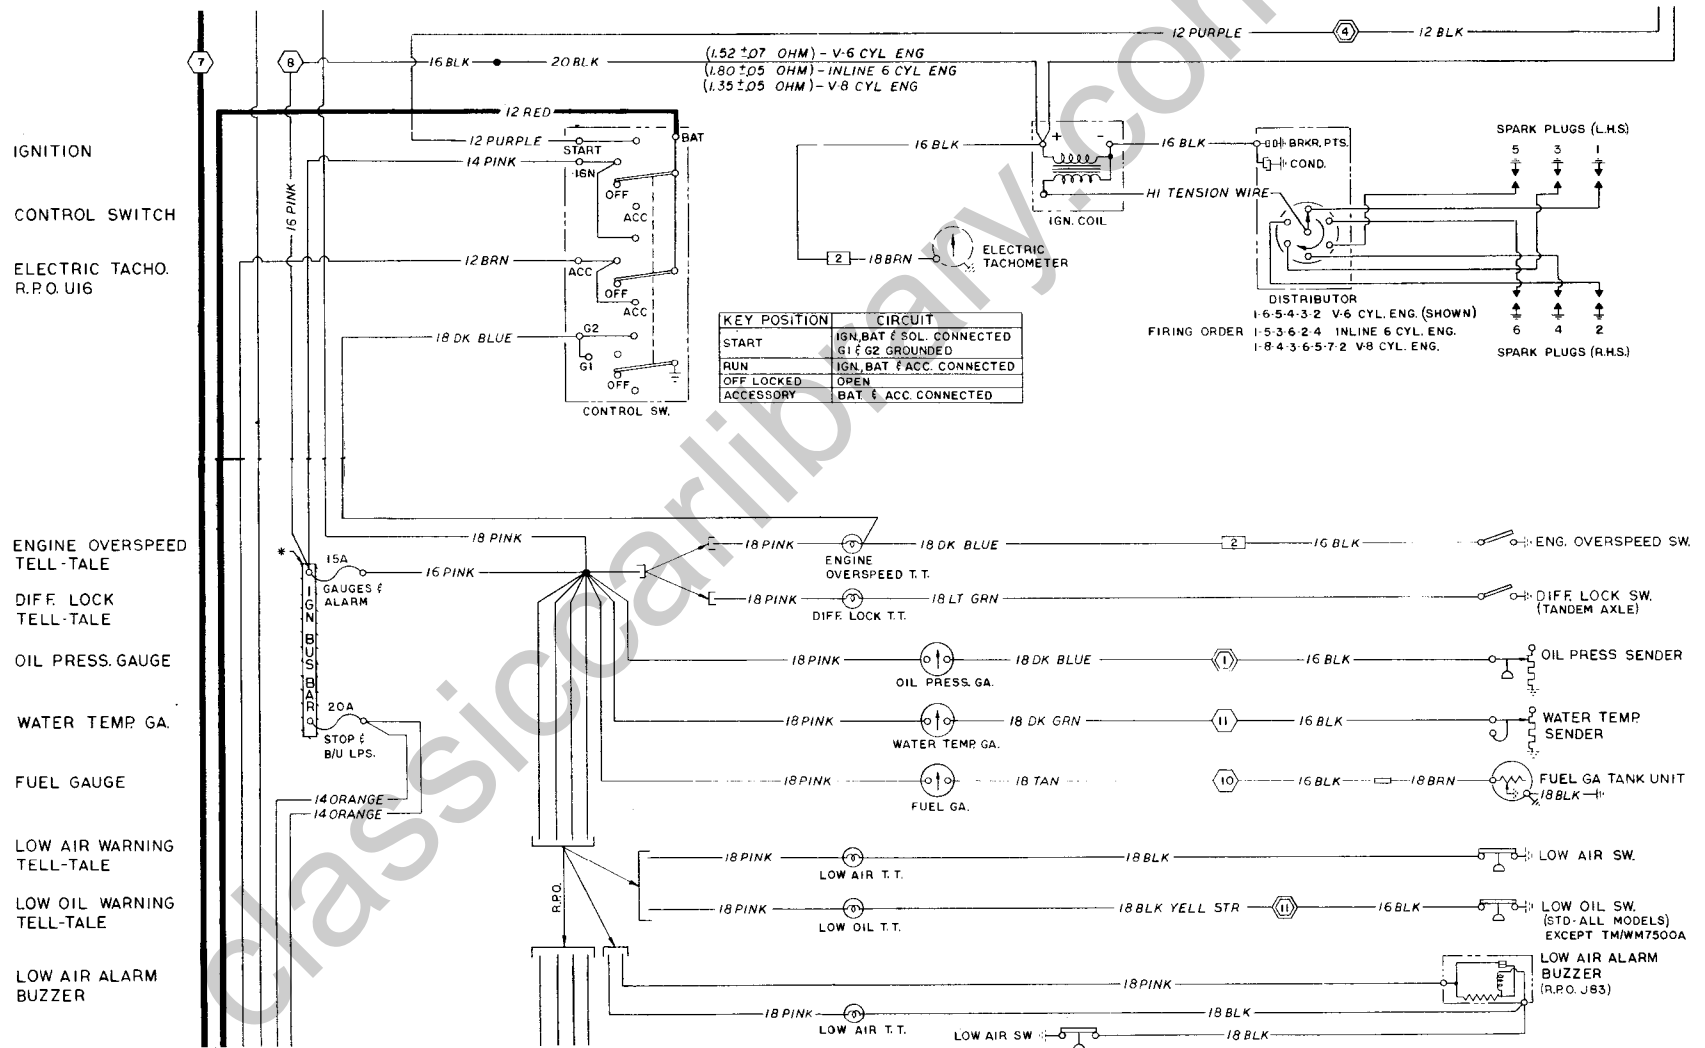 12 PURPLE
4
12 BLK
7
8
16 BLK
20 BLK
(1.52 ±.07 OHM) - V-6 CYL ENG
(1.80 ±.05 OHM) - INLINE 6 CYL ENG
(1.35 ±.05 OHM) - V-8 CYL ENG
12 RED
IGNITION
CONTROL SWITCH
ELECTRIC TACHO.
R.P.O. U16
16 PINK
12 PURPLE
START
BAT
14 PINK
IGN
OFF
ACC
12 BRN
ACC
OFF
ACC
18 DK BLUE
G2
G1
OFF
CONTROL SW.
16 BLK
+
-
16 BLK
IGN. COIL
HI TENSION WIRE
BRKR. PTS.
COND.
SPARK PLUGS (L.H.S)
5 3 1
2
18 BRN
ELECTRIC
TACHOMETER
DISTRIBUTOR
FIRING ORDER
1-6-5-4-3-2 V-6 CYL. ENG. (SHOWN)
1-5-3-6-2-4 INLINE 6 CYL. ENG.
1-8-4-3-6-5-7-2 V-8 CYL. ENG.
6 4 2
SPARK PLUGS (R.H.S.)
KEY POSITION CIRCUIT
START IGN, BAT & SOL. CONNECTED
G1 & G2 GROUNDED
RUN IGN, BAT & ACC. CONNECTED
OFF LOCKED OPEN
ACCESSORY BAT. & ACC. CONNECTED
ENGINE OVERSPEED
TELL-TALE
*
15A
GAUGES &
ALARM
IGN BUS BAR
18 PINK
16 PINK
18 PINK
ENGINE
OVERSPEED T.T.
18 DK BLUE
2
16 BLK
ENG. OVERSPEED SW.
DIFF. LOCK
TELL-TALE
18 PINK
DIFF. LOCK T.T.
18 LT GRN
DIFF. LOCK SW.
(TANDEM AXLE)
OIL PRESS. GAUGE
18 PINK
OIL PRESS. GA.
18 DK BLUE
1
16 BLK
OIL PRESS SENDER
WATER TEMP. GA.
20A
STOP &
B/U LPS.
18 PINK
WATER TEMP. GA.
18 DK GRN
11
16 BLK
WATER TEMP.
SENDER
FUEL GAUGE
14 ORANGE
14 ORANGE
18 PINK
FUEL GA.
18 TAN
10
16 BLK
18 BRN
FUEL GA TANK UNIT
18 BLK
LOW AIR WARNING
TELL-TALE
18 PINK
LOW AIR T.T.
18 BLK
LOW AIR SW.
LOW OIL WARNING
TELL-TALE
R.P.O.
18 PINK
LOW OIL T.T.
18 BLK YELL STR
11
16 BLK
LOW OIL SW.
(STD-ALL MODELS)
EXCEPT TM/WM7500A
LOW AIR ALARM
BUZZER
18 PINK
LOW AIR ALARM
BUZZER
(R.P.O. J83)
18 PINK
LOW AIR T.T.
18 BLK
LOW AIR SW
18 BLK
classiccarlibrary.com